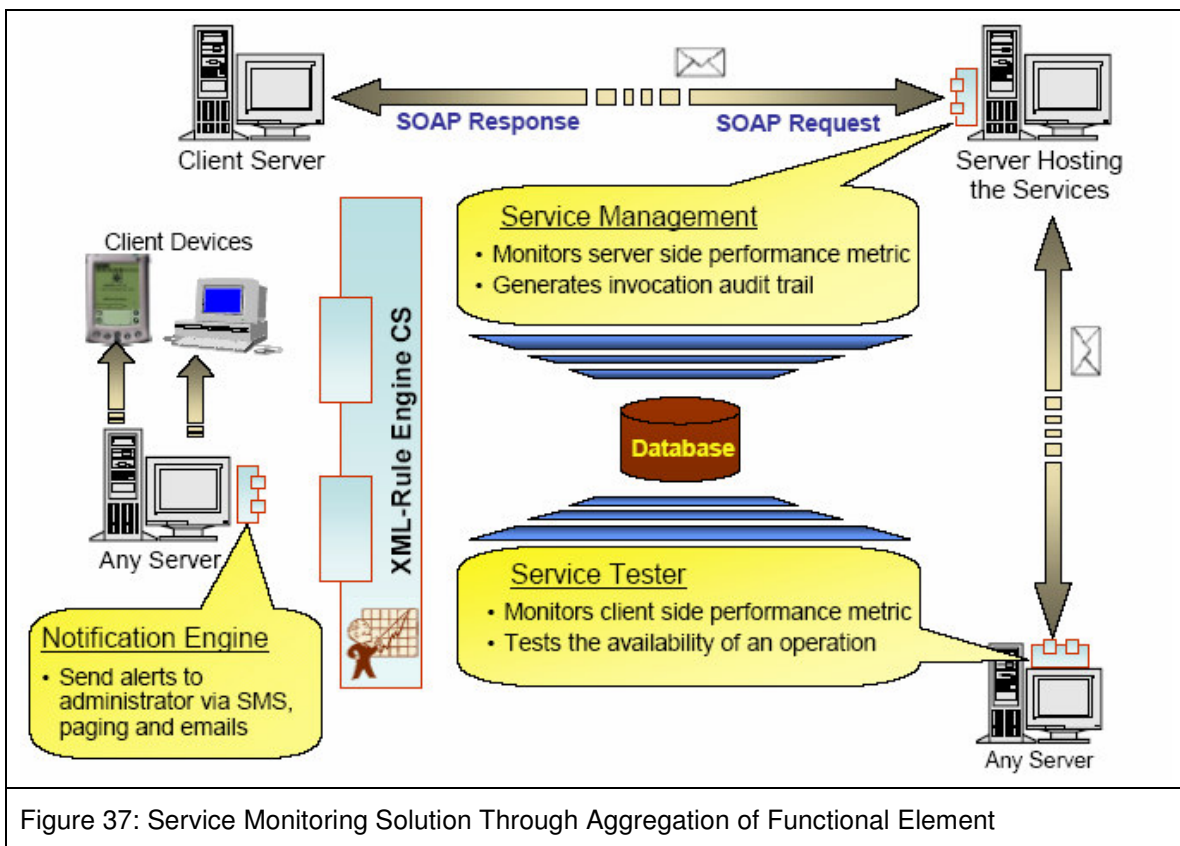 SOAP Response
SOAP Request
Client Server
Server Hosting
the Services
Service Management
• Monitors server side performance metric
• Generates invocation audit trail
Client Devices
XML-Rule Engine CS
Database
Any Server
Service Tester
• Monitors client side performance metric
• Tests the availability of an operation
Notification Engine
• Send alerts to
administrator via SMS,
paging and emails
Any Server
Figure 37: Service Monitoring Solution Through Aggregation of Functional Element